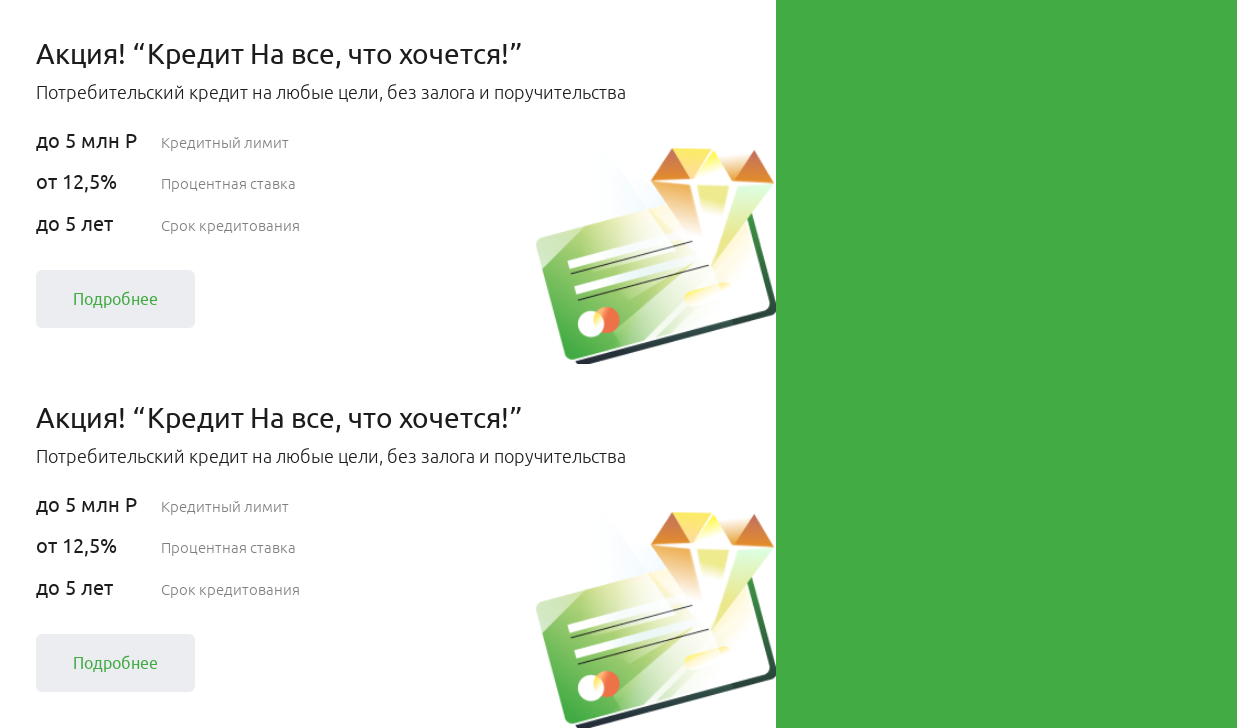 Акция! “Кредит На все, что хочется!”
Потребительский кредит на любые цели, без залога и поручительства
до 5 млн Р Кредитный лимит
от 12,5% Процентная ставка
до 5 лет Срок кредитования
Подробнее
Акция! “Кредит На все, что хочется!”
Потребительский кредит на любые цели, без залога и поручительства
до 5 млн Р Кредитный лимит
от 12,5% Процентная ставка
до 5 лет Срок кредитования
Подробнее